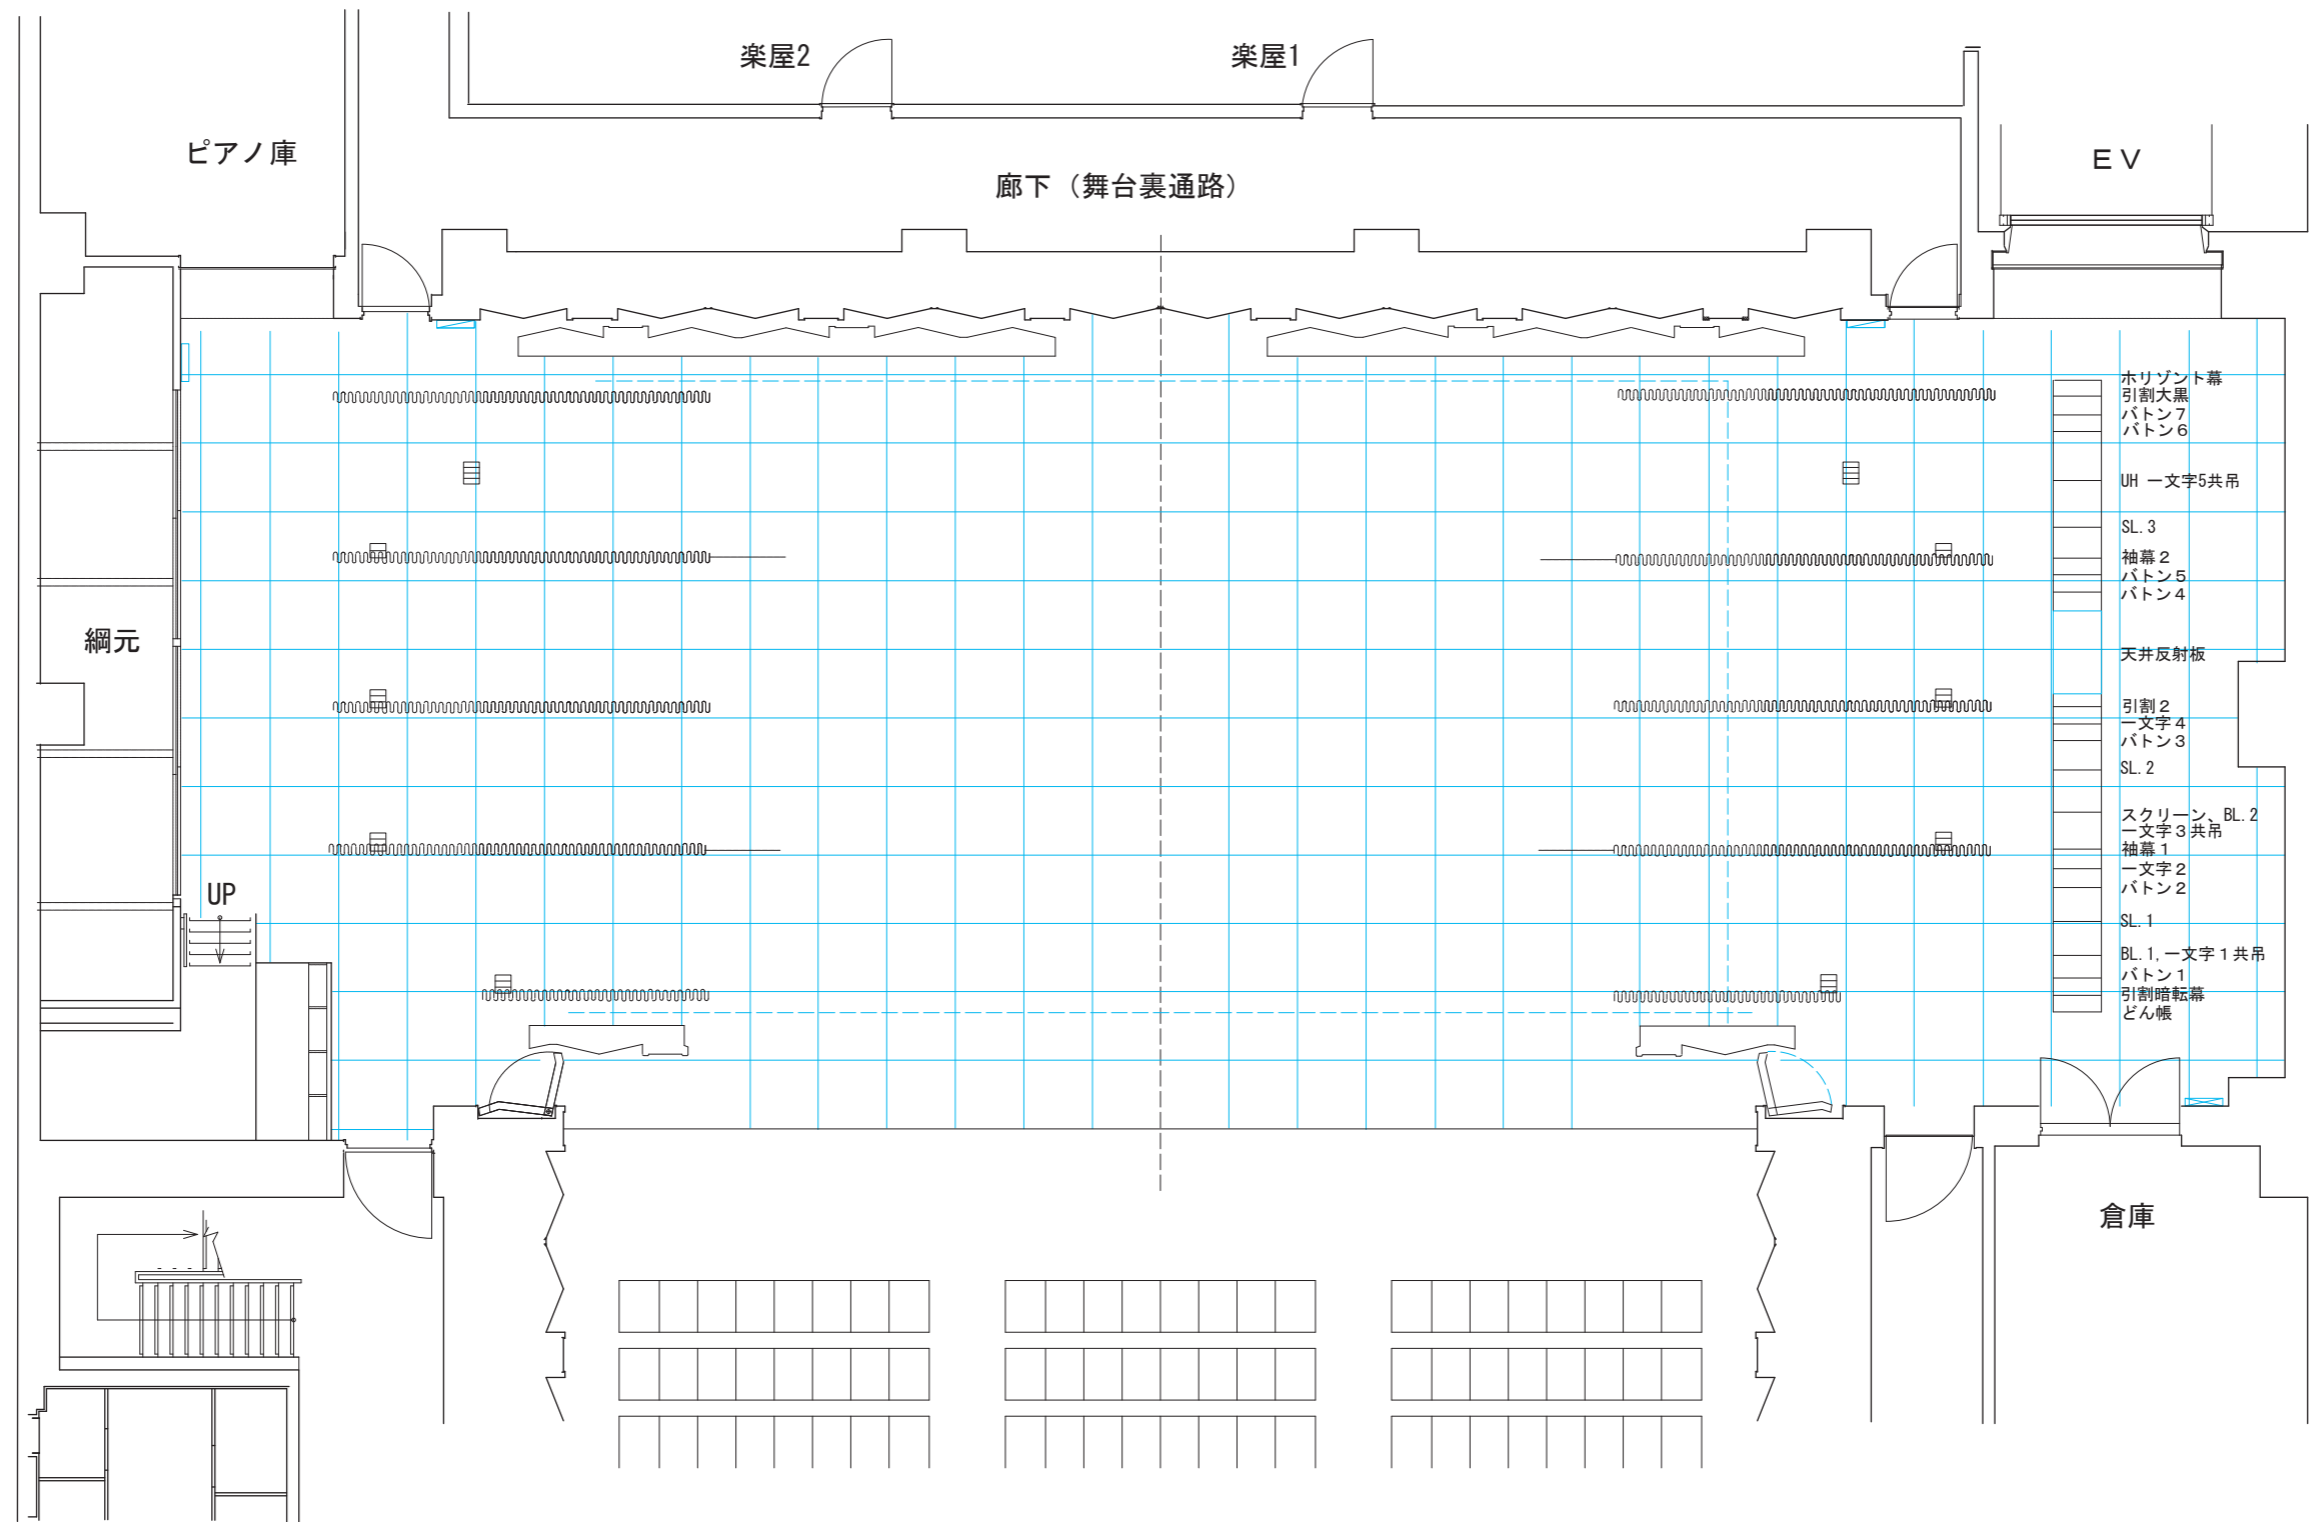 楽屋2
楽屋1
ピアノ庫
EV
廊下（舞台裏通路）
ホリゾント幕
引割大黒
バトン7
バトン6
UH 一文字5共吊
SL.3
袖幕2
バトン5
バトン4
綱元
天井反射板
引割2
一文字4
バトン3
SL.2
スクリーン、BL.2
一文字3共吊
袖幕1
一文字2
バトン2
UP
SL.1
BL.1,一文字1共吊
バトン1
引割暗転幕
どん帳
倉庫